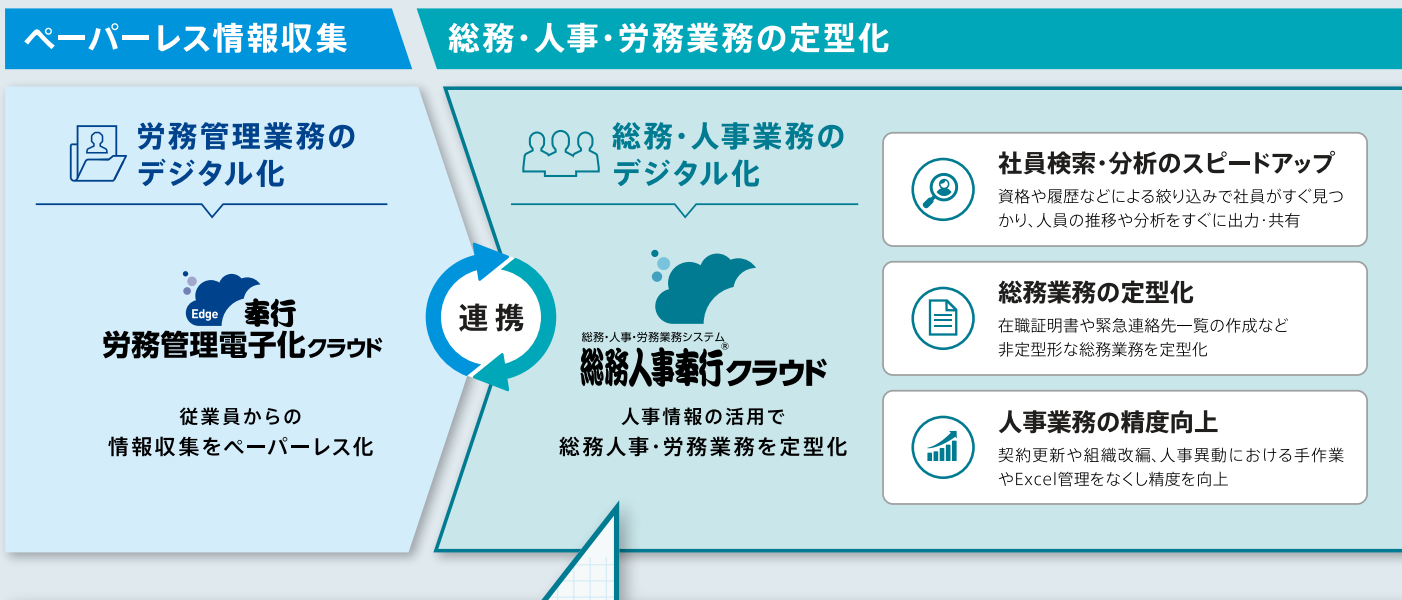 ペーパーレス情報収集
総務・人事・労務業務の定型化
労務管理業務の
デジタル化
Edge 奉行
労務管理電子化クラウド
従業員からの
情報収集をペーパーレス化
連携
総務・人事業務の
デジタル化
総務・人事・労務業務システム
総務人事奉行®クラウド
人事情報の活用で
総務人事・労務業務を定型化
社員検索・分析のスピードアップ
資格や履歴などによる絞り込みで社員がすぐ見つ
かり、人員の推移や分析をすぐに出力・共有
総務業務の定型化
在職証明書や緊急連絡先一覧の作成など
非定型形な総務業務を定型化
人事業務の精度向上
契約更新や組織改編、人事異動における手作業
やExcel管理をなくし精度を向上